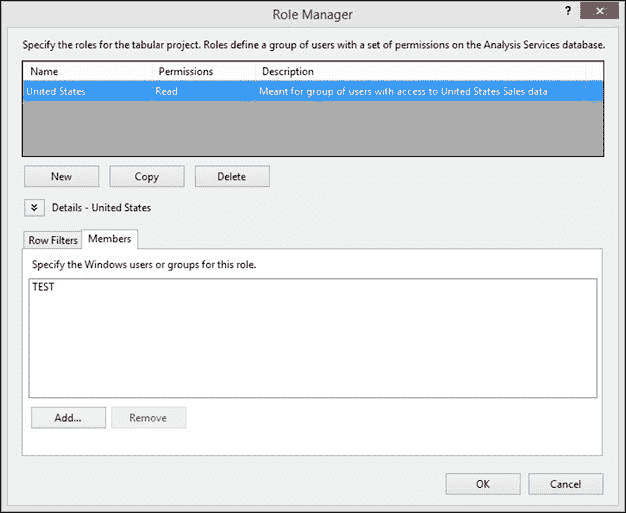 Role Manager
?
Specify the roles for the tabular project. Roles define a group of users with a set of permissions on the Analysis Services database.
Name Permissions Description
United States Read Meant for group of users with access to United States Sales data
New Copy Delete
Details - United States
Row Filters Members
Specify the Windows users or groups for this role.
TEST
Add... Remove
OK Cancel